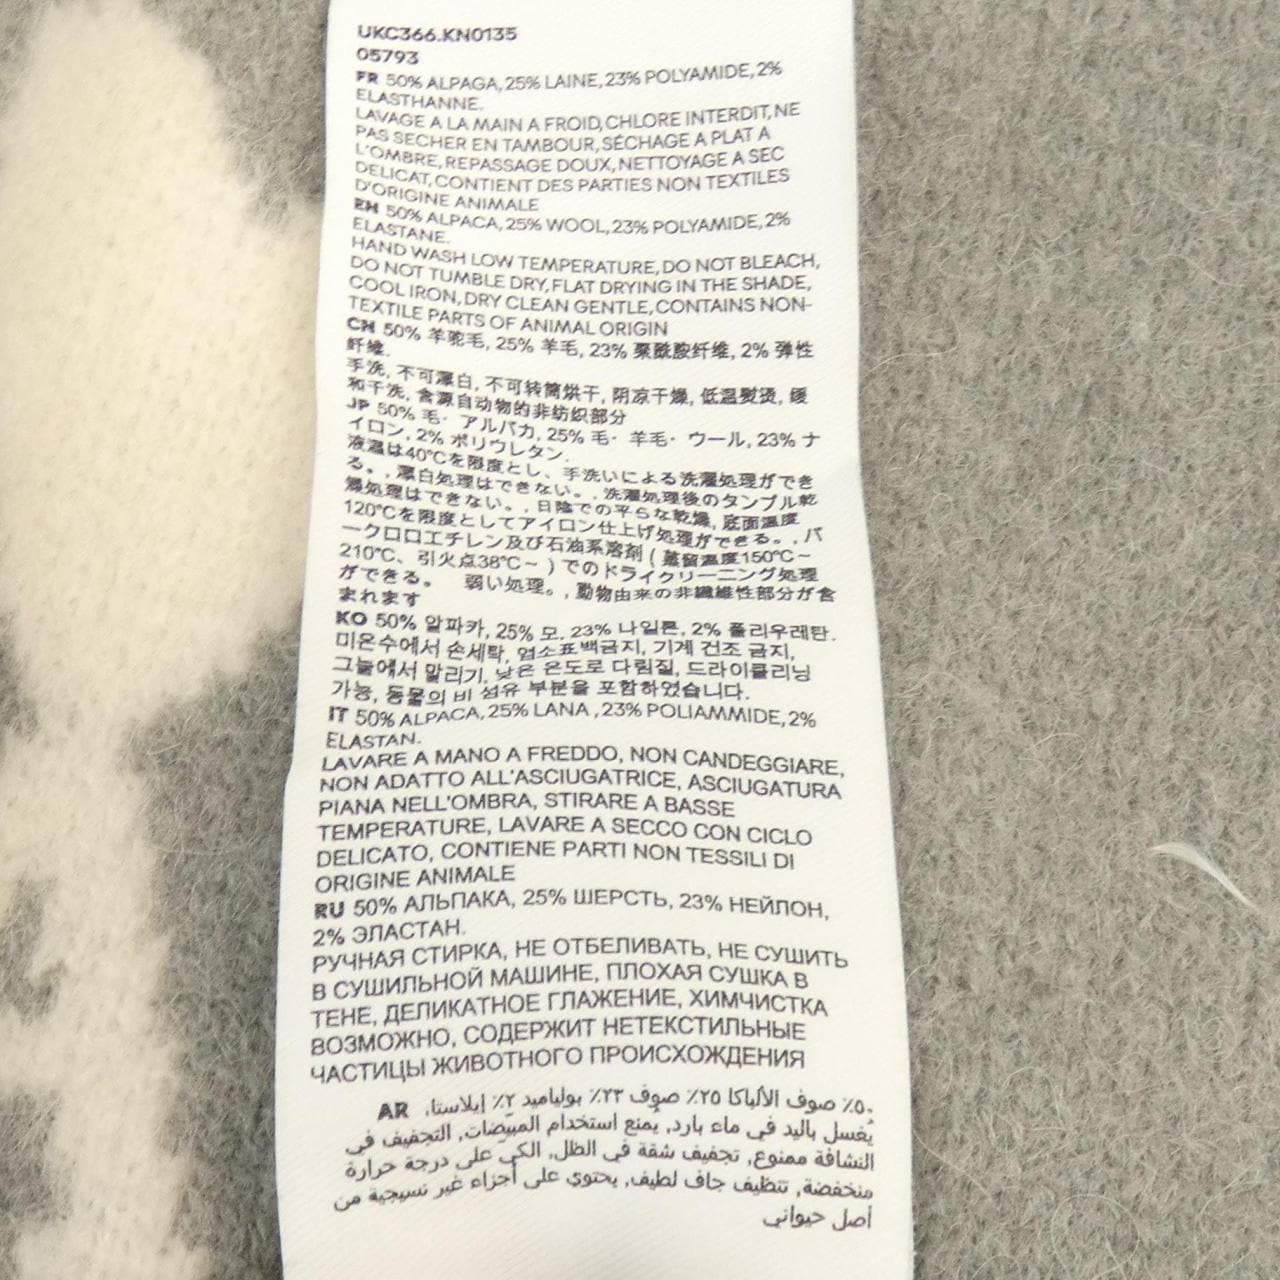 UKC366.KN0135
05793
FR 50% ALPAGA, 25% LAINE, 23% POLYAMIDE, 2%
ELASTHANNE.
LAVAGE A LA MAIN A FROID, CHLORE INTERDIT, NE
PAS SECHER EN TAMBOUR, SÉCHAGE A PLAT A
L'OMBRE, REPASSAGE DOUX, NETTOYAGE A SEC
DELICAT, CONTIENT DES PARTIES NON TEXTILES
D'ORIGINE ANIMALE
EH 50% ALPACA, 25% WOOL, 23% POLYAMIDE, 2%
ELASTANE.
HAND WASH LOW TEMPERATURE, DO NOT BLEACH,
DO NOT TUMBLE DRY, FLAT DRYING IN THE SHADE,
COOL IRON, DRY CLEAN GENTLE, CONTAINS NON-
TEXTILE PARTS OF ANIMAL ORIGIN
CH 50% 羊驼毛, 25% 羊毛, 23% 聚酰胺纤维, 2% 弹性
纤维.
手洗, 不可漂白, 不可转筒烘干, 阴凉干燥, 低温熨烫, 缓
和干洗, 含源自动物的非纺织部分
JP 50% 毛・アルパカ, 25% 毛・羊毛・ウール, 23% ナ
イロン, 2% ポリウレタン.
液温は40℃を限度とし、手洗いによる洗濯処理ができ
る。, 漂白処理はできない。, 洗濯処理後のタンブル乾
燥処理はできない。, 日陰での平らな乾燥, 底面温度
120℃を限度としてアイロン仕上げ処理ができる。, パ
ークロロエチレン及び石油系溶剤 ( 蒸留温度150℃~
210℃、引火点38℃~ ) でのドライクリーニング処理
ができる。 弱い処理。, 動物由来の非繊維性部分が含
まれます
KO 50% 알파카, 25% 모, 23% 나일론, 2% 폴리우레탄.
미온수에서 손세탁, 염소표백금지, 기계 건조 금지,
그늘에서 말리기, 낮은 온도로 다림질, 드라이클리닝
가능, 동물의 비 섬유 부분을 포함하였습니다.
IT 50% ALPACA, 25% LANA , 23% POLIAMMIDE, 2%
ELASTAN.
LAVARE A MANO A FREDDO, NON CANDEGGIARE,
NON ADATTO ALL'ASCIUGATRICE, ASCIUGATURA
PIANA NELL'OMBRA, STIRARE A BASSE
TEMPERATURE, LAVARE A SECCO CON CICLO
DELICATO, CONTIENE PARTI NON TESSILI DI
ORIGINE ANIMALE
RU 50% АЛЬПАКА, 25% ШЕРСТЬ, 23% НЕЙЛОН,
2% ЭЛАСТАН.
РУЧНАЯ СТИРКА, НЕ ОТБЕЛИВАТЬ, НЕ СУШИТЬ
В СУШИЛЬНОЙ МАШИНЕ, ПЛОХАЯ СУШКА В
ТЕНЕ, ДЕЛИКАТНОЕ ГЛАЖЕНИЕ, ХИМЧИСТКА
ВОЗМОЖНО, СОДЕРЖИТ НЕТЕКСТИЛЬНЫЕ
ЧАСТИЦЫ ЖИВОТНОГО ПРОИСХОЖДЕНИЯ
AR ٥٠٪ صوف الألباكا ٢٥٪ صوف ٢٣٪ بولياميد ٢٪ إيلاستا.
يُغسل باليد في ماء بارد, يمنع استخدام المبيّضات, التجفيف في
النشافة ممنوع, تجفيف شقة في الظل, الكي على درجة حرارة
منخفضة, تنظيف جاف لطيف, يحتوي على أجزاء غير نسيجية من
أصل حيواني